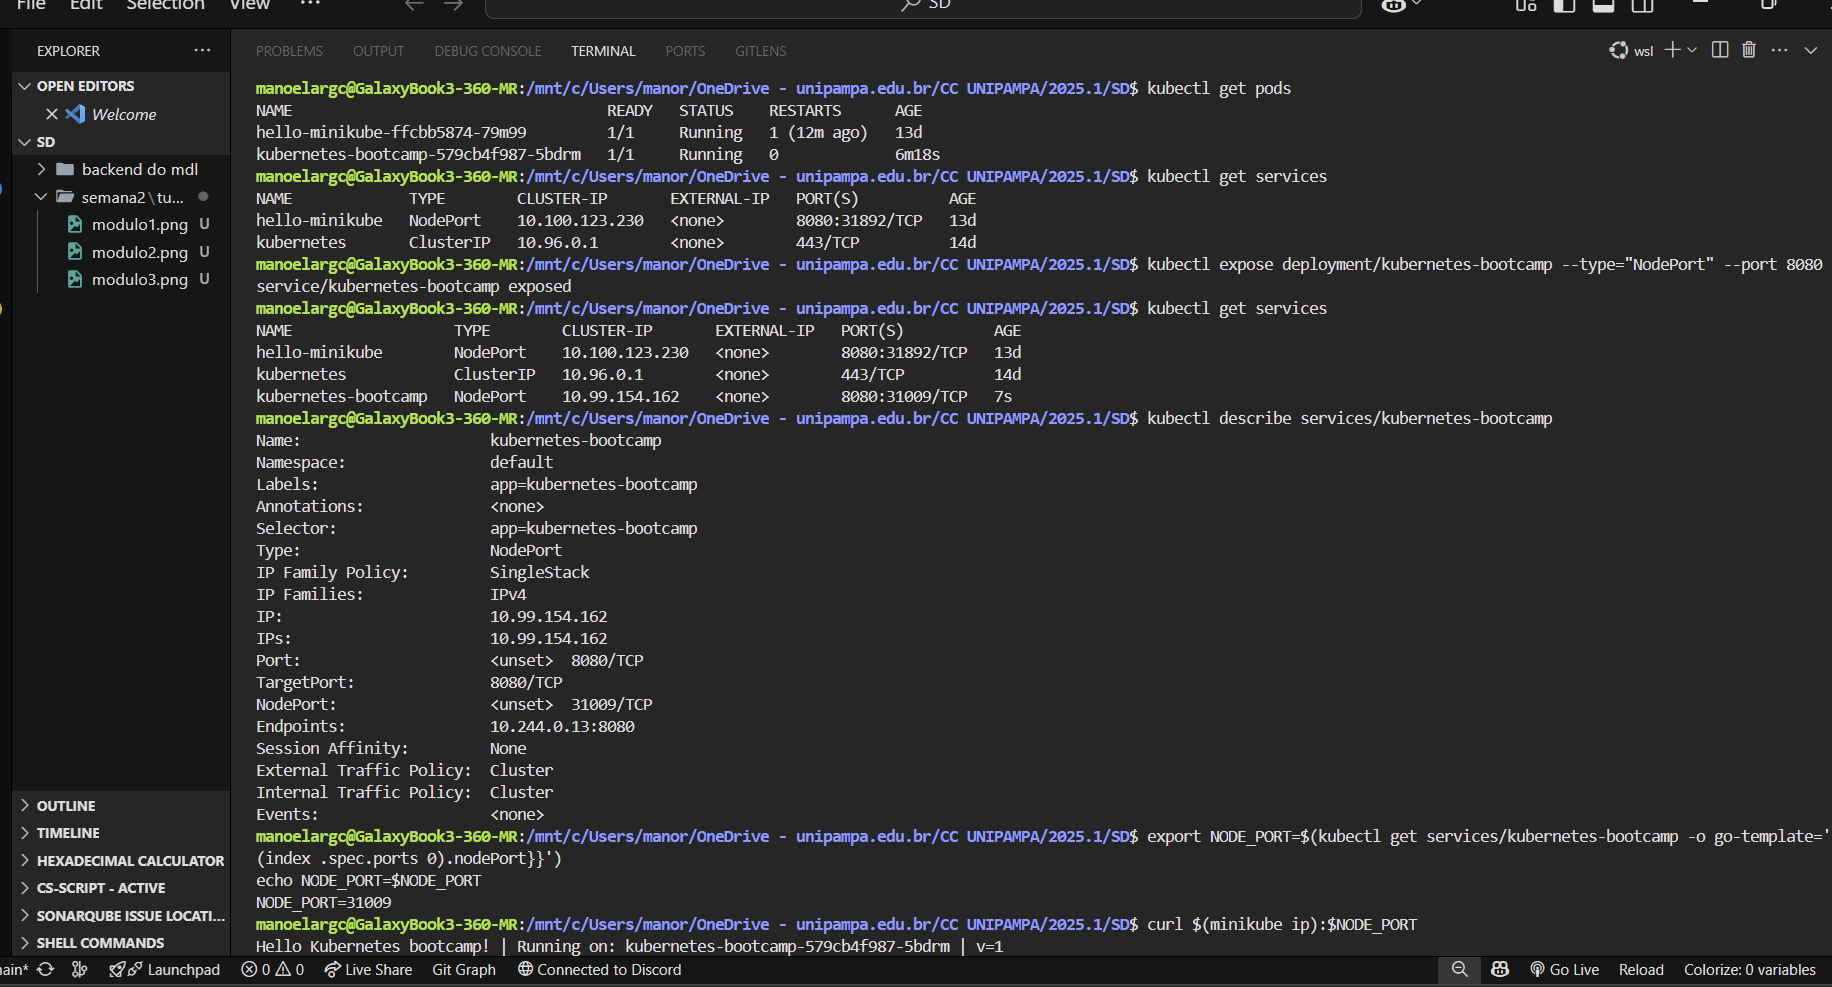 File Edit Selection View ··· SD
EXPLORER ···
OPEN EDITORS
Welcome
SD
backend do mdl
semana2\tu...
modulo1.png U
modulo2.png U
modulo3.png U
OUTLINE
TIMELINE
HEXADECIMAL CALCULATOR
CS-SCRIPT - ACTIVE
SONARQUBE ISSUE LOCATI...
SHELL COMMANDS
PROBLEMS OUTPUT DEBUG CONSOLE TERMINAL PORTS GITLENS wsl ···
manoelargc@GalaxyBook3-360-MR:/mnt/c/Users/manor/OneDrive - unipampa.edu.br/CC UNIPAMPA/2025.1/SD$ kubectl get pods
NAME READY STATUS RESTARTS AGE
hello-minikube-ffcbb5874-79m99 1/1 Running 1 (12m ago) 13d
kubernetes-bootcamp-579cb4f987-5bdrm 1/1 Running 0 6m18s
manoelargc@GalaxyBook3-360-MR:/mnt/c/Users/manor/OneDrive - unipampa.edu.br/CC UNIPAMPA/2025.1/SD$ kubectl get services
NAME TYPE CLUSTER-IP EXTERNAL-IP PORT(S) AGE
hello-minikube NodePort 10.100.123.230 <none> 8080:31892/TCP 13d
kubernetes ClusterIP 10.96.0.1 <none> 443/TCP 14d
manoelargc@GalaxyBook3-360-MR:/mnt/c/Users/manor/OneDrive - unipampa.edu.br/CC UNIPAMPA/2025.1/SD$ kubectl expose deployment/kubernetes-bootcamp --type="NodePort" --port 8080
service/kubernetes-bootcamp exposed
manoelargc@GalaxyBook3-360-MR:/mnt/c/Users/manor/OneDrive - unipampa.edu.br/CC UNIPAMPA/2025.1/SD$ kubectl get services
NAME TYPE CLUSTER-IP EXTERNAL-IP PORT(S) AGE
hello-minikube NodePort 10.100.123.230 <none> 8080:31892/TCP 13d
kubernetes ClusterIP 10.96.0.1 <none> 443/TCP 14d
kubernetes-bootcamp NodePort 10.99.154.162 <none> 8080:31009/TCP 7s
manoelargc@GalaxyBook3-360-MR:/mnt/c/Users/manor/OneDrive - unipampa.edu.br/CC UNIPAMPA/2025.1/SD$ kubectl describe services/kubernetes-bootcamp
Name: kubernetes-bootcamp
Namespace: default
Labels: app=kubernetes-bootcamp
Annotations: <none>
Selector: app=kubernetes-bootcamp
Type: NodePort
IP Family Policy: SingleStack
IP Families: IPv4
IP: 10.99.154.162
IPs: 10.99.154.162
Port: <unset> 8080/TCP
TargetPort: 8080/TCP
NodePort: <unset> 31009/TCP
Endpoints: 10.244.0.13:8080
Session Affinity: None
External Traffic Policy: Cluster
Internal Traffic Policy: Cluster
Events: <none>
manoelargc@GalaxyBook3-360-MR:/mnt/c/Users/manor/OneDrive - unipampa.edu.br/CC UNIPAMPA/2025.1/SD$ export NODE_PORT=$(kubectl get services/kubernetes-bootcamp -o go-template='
(index .spec.ports 0).nodePort}}')
echo NODE_PORT=$NODE_PORT
NODE_PORT=31009
manoelargc@GalaxyBook3-360-MR:/mnt/c/Users/manor/OneDrive - unipampa.edu.br/CC UNIPAMPA/2025.1/SD$ curl $(minikube ip):$NODE_PORT
Hello Kubernetes bootcamp! | Running on: kubernetes-bootcamp-579cb4f987-5bdrm | v=1
ain* Launchpad 0 0 Live Share Git Graph Connected to Discord Go Live Reload Colorize: 0 variables